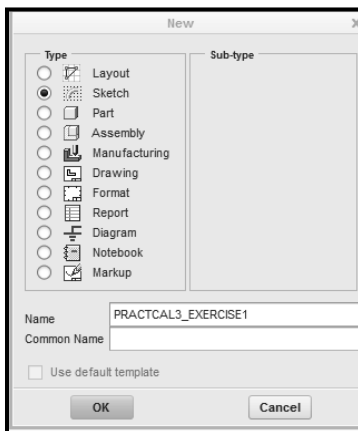 New
x
Type
Sub-type
Layout
Sketch
Part
Assembly
Manufacturing
Drawing
Format
Report
Diagram
Notebook
Markup
Name PRACTCAL3_EXERCISE1
Common Name
Use default template
OK Cancel